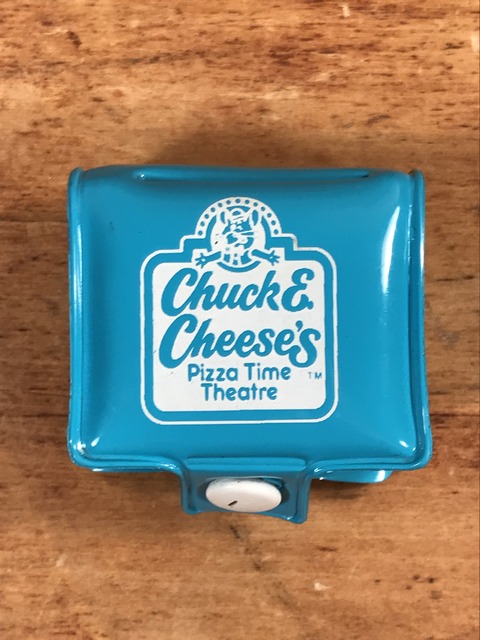 Chuck E.
Cheese's
Pizza Time
Theatre
TM